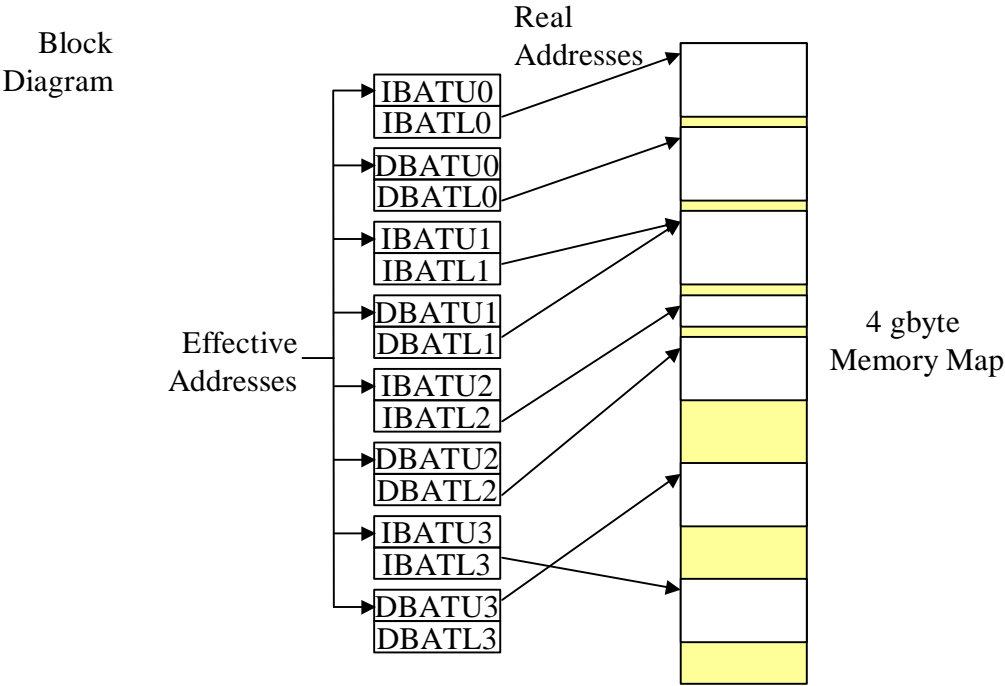 Block
Diagram
Real
Addresses
IBATU0
IBATL0
DBATU0
DBATL0
IBATU1
IBATL1
DBATU1
DBATL1
Effective
Addresses
IBATU2
IBATL2
DBATU2
DBATL2
IBATU3
IBATL3
DBATU3
DBATL3
4 gbyte
Memory Map